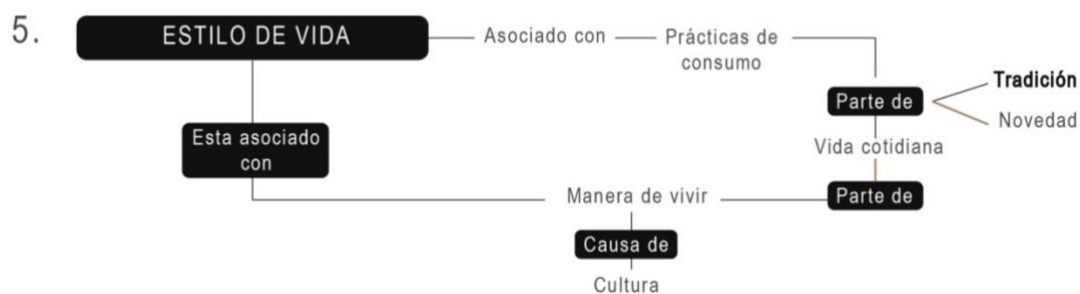 5.
ESTILO DE VIDA
Asociado con
Prácticas de
consumo
Parte de
Tradición
Novedad
Esta asociado
con
Vida cotidiana
Manera de vivir
Parte de
Causa de
Cultura